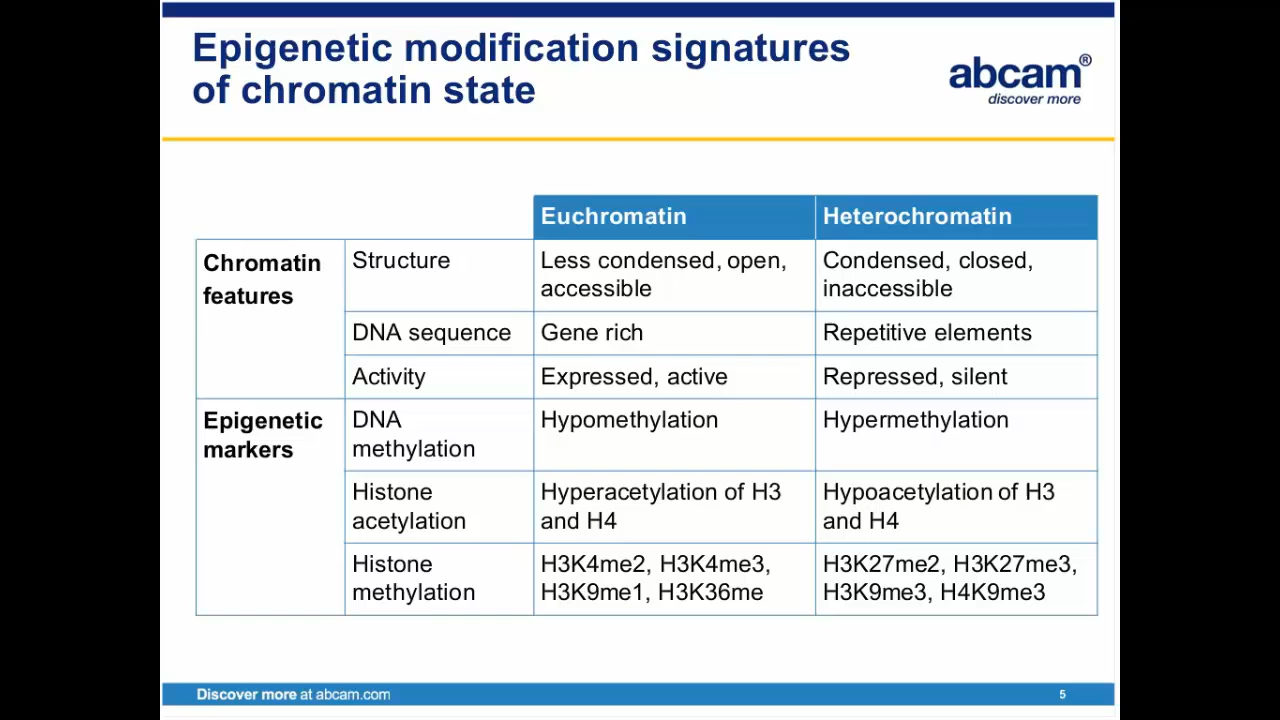 Epigenetic modification signatures
of chromatin state
abcam®
discover more
Euchromatin Heterochromatin
Chromatin
features
Structure
Less condensed, open,
accessible
Condensed, closed,
inaccessible
DNA sequence
Gene rich
Repetitive elements
Activity
Expressed, active
Repressed, silent
Epigenetic
markers
DNA
methylation
Hypomethylation
Hypermethylation
Histone
acetylation
Hyperacetylation of H3
and H4
Hypoacetylation of H3
and H4
Histone
methylation
H3K4me2, H3K4me3,
H3K9me1, H3K36me
H3K27me2, H3K27me3,
H3K9me3, H4K9me3
Discover more at abcam.com
5